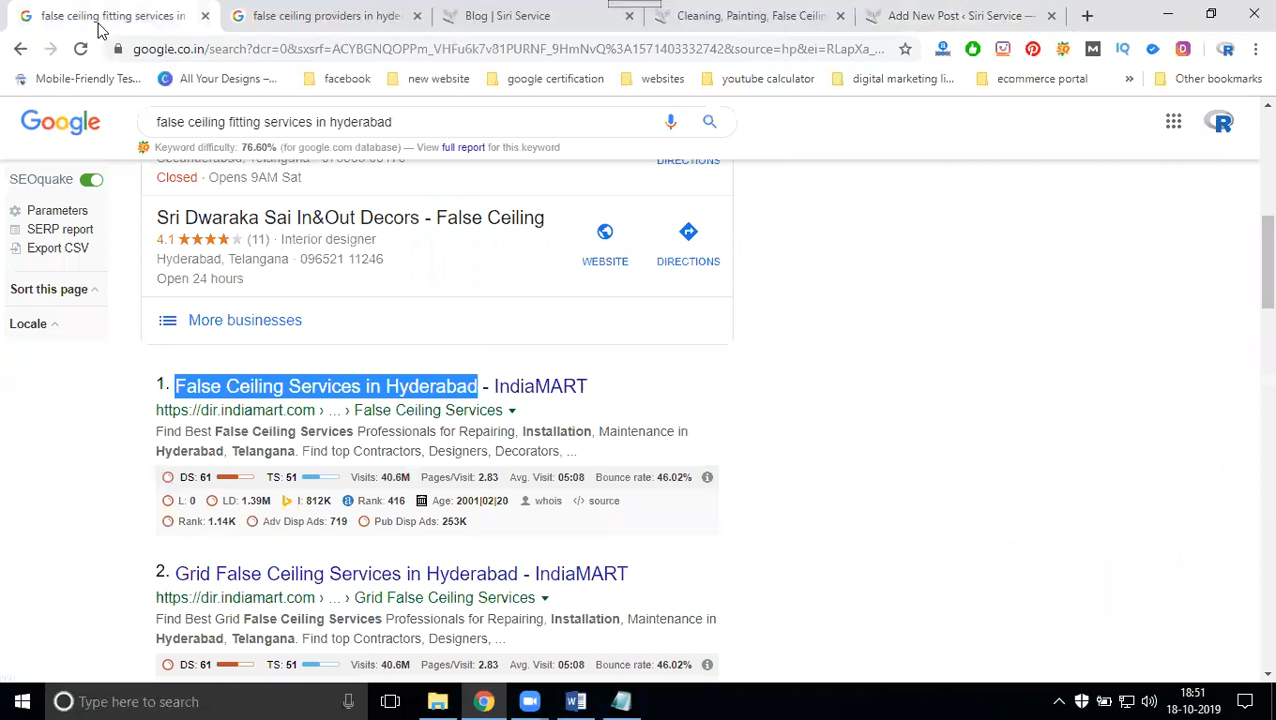 false ceiling fitting services in
false ceiling providers in hyde
Blog | Siri Service
Cleaning, Painting, False Ceilin
Add New Post ‹ Siri Service —
google.co.in/search?dcr=0&sxsrf=ACYBGNQOPPm_VHFu6k7v81PURNF_9HmNvQ%3A1571403332742&source=hp&ei=RLapXa_...
Mobile-Friendly Tes...
All Your Designs –...
facebook
new website
google certification
websites
youtube calculator
digital marketing li...
ecommerce portal
»
Other bookmarks
Google
false ceiling fitting services in hyderabad
Keyword difficulty: 76.60% (for google.com database) — View full report for this keyword
SEOquake
Parameters
SERP report
Export CSV
Sort this page
Locale
DIRECTIONS
Closed · Opens 9AM Sat
Sri Dwaraka Sai In&Out Decors - False Ceiling
4.1 (11) · Interior designer
Hyderabad, Telangana · 096521 11246
Open 24 hours
WEBSITE
DIRECTIONS
More businesses
1. False Ceiling Services in Hyderabad - IndiaMART
https://dir.indiamart.com › ... › False Ceiling Services
Find Best False Ceiling Services Professionals for Repairing, Installation, Maintenance in
Hyderabad, Telangana. Find top Contractors, Designers, Decorators, ...
DS: 61 TS: 51 Visits: 40.6M Pages/Visit: 2.83 Avg. Visit: 05:08 Bounce rate: 46.02%
L: 0 LD: 1.39M I: 812K Rank: 416 Age: 2001|02|20 whois </> source
Rank: 1.14K Adv Disp Ads: 719 Pub Disp Ads: 253K
2. Grid False Ceiling Services in Hyderabad - IndiaMART
https://dir.indiamart.com › ... › Grid False Ceiling Services
Find Best Grid False Ceiling Services Professionals for Repairing, Installation, Maintenance in
Hyderabad, Telangana. Find top Contractors, Designers, ...
DS: 61 TS: 51 Visits: 40.6M Pages/Visit: 2.83 Avg. Visit: 05:08 Bounce rate: 46.02%
Type here to search
18:51
18-10-2019